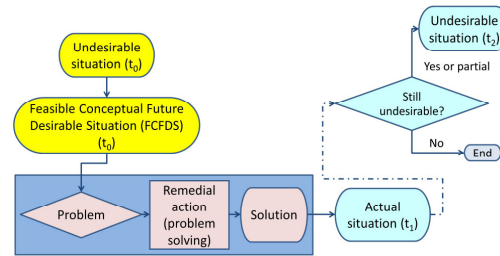 Undesirable
situation (t0)
Feasible Conceptual Future
Desirable Situation (FCFDS)
(t0)
Problem
Remedial
action
(problem
solving)
Solution
Actual
situation (t1)
Still
undesirable?
Yes or partial
Undesirable
situation (t2)
No
End